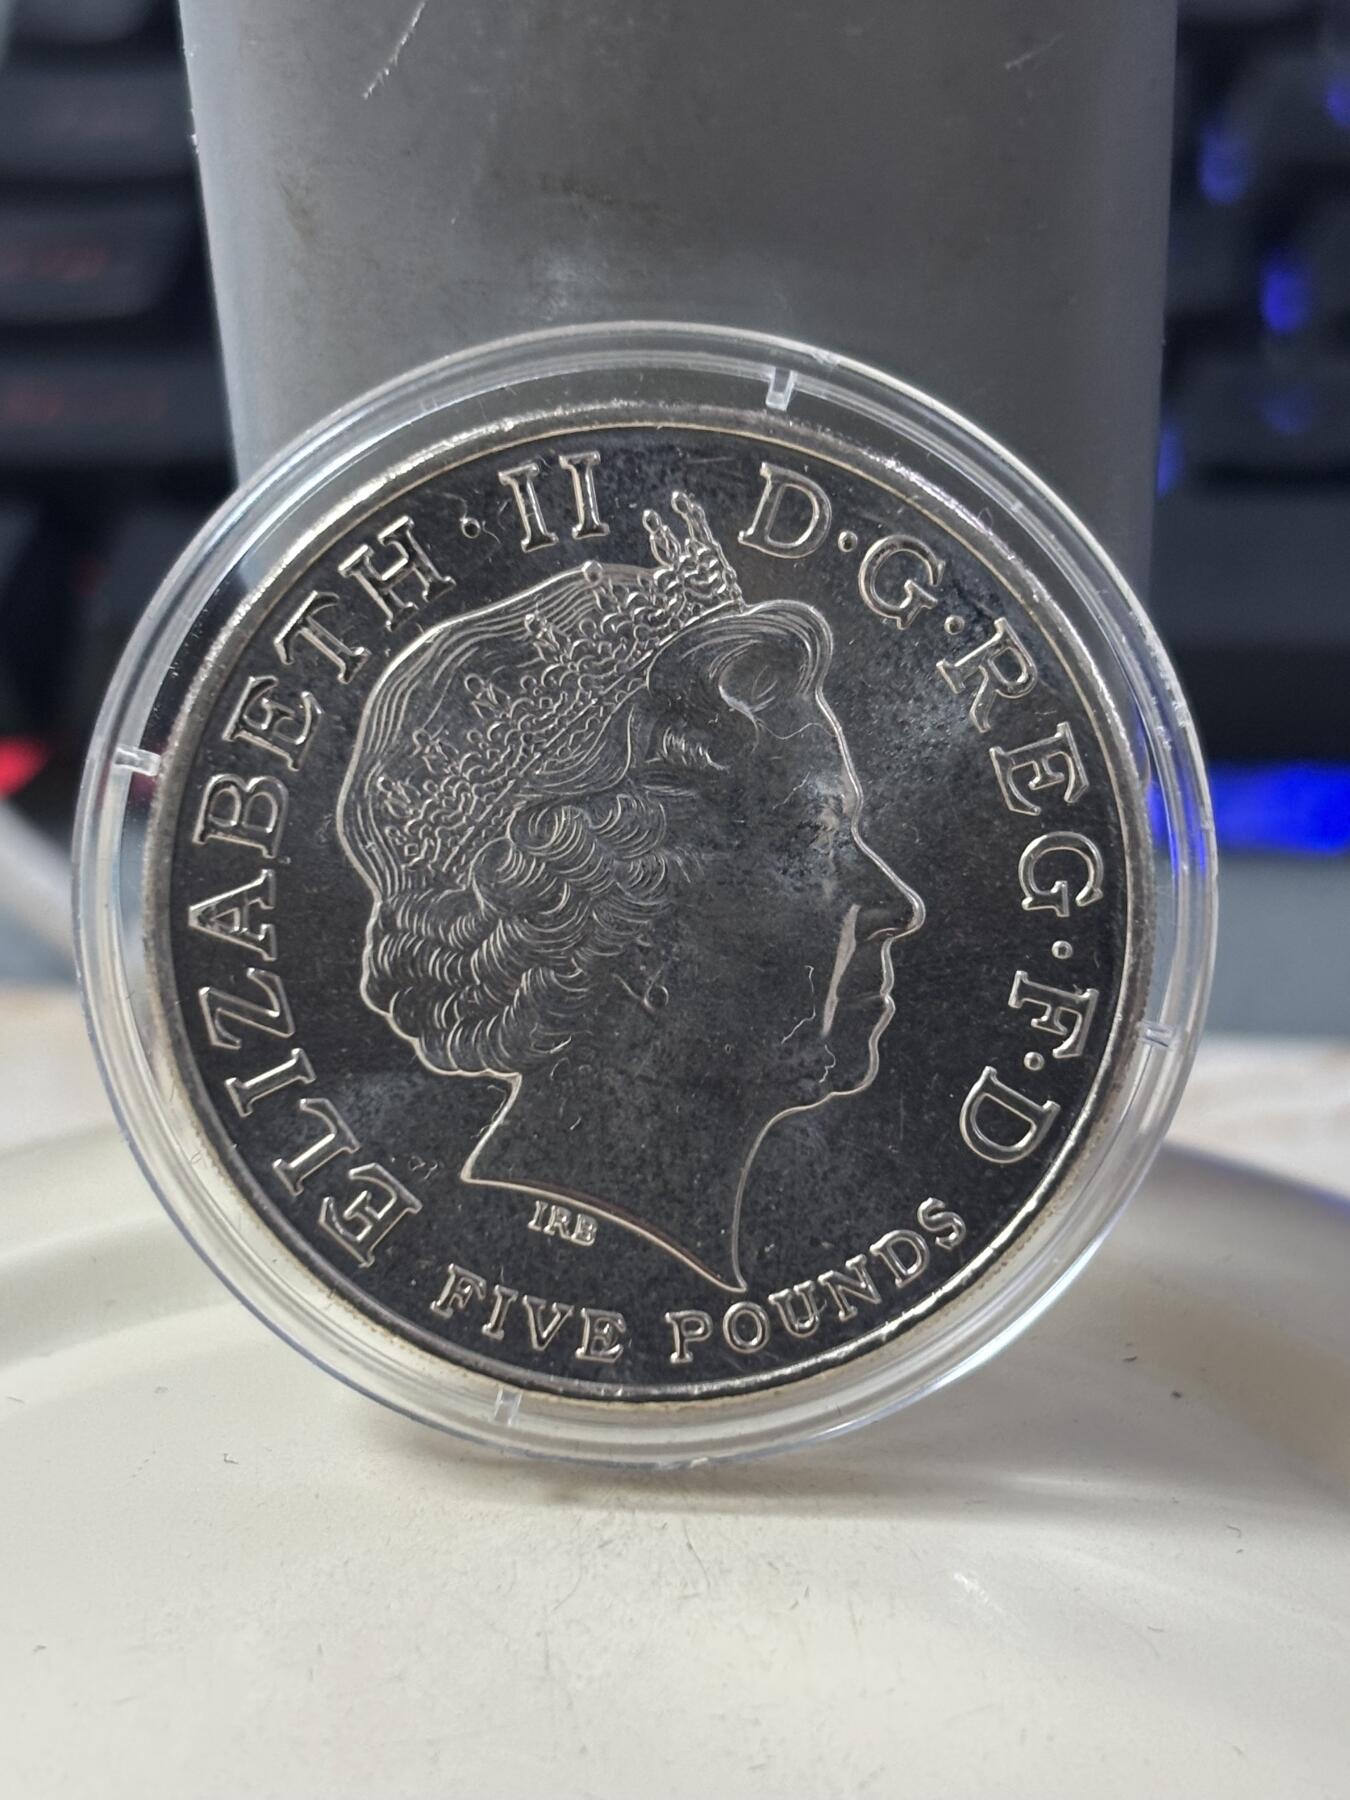 ELIZABETH · II D · G · REG · F · D
IRB
FIVE POUNDS